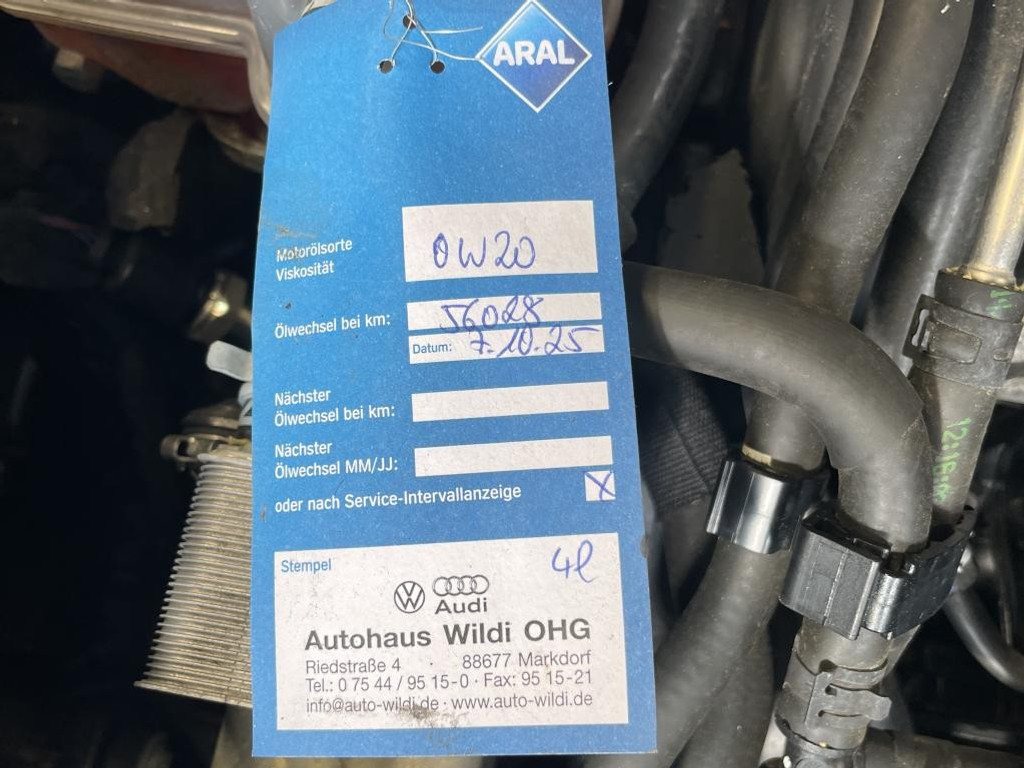 ARAL
Motorölsorte
Viskosität
0W20
Ölwechsel bei km: 56028
Datum: 7.10.25
Nächster
Ölwechsel bei km:
Nächster
Ölwechsel MM/JJ:
oder nach Service-Intervallanzeige X
Stempel
4l
Audi
Autohaus Wildi OHG
Riedstraße 4 · 88677 Markdorf
Tel.: 0 75 44 / 95 15-0 · Fax: 95 15-21
info@auto-wildi.de · www.auto-wildi.de